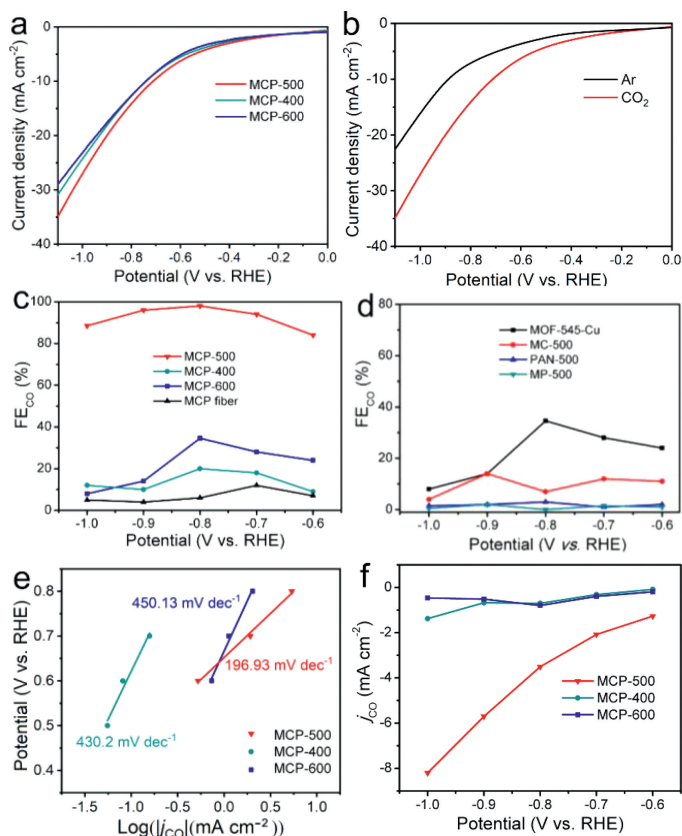 a
0
-10
-20
-30
-40
Current density (mA cm⁻²)
MCP-500
MCP-400
MCP-600
-1.0
-0.8
-0.6
-0.4
-0.2
0.0
Potential (V vs. RHE)
b
0
-10
-20
-30
-40
Current density (mA cm⁻²)
Ar
CO₂
-1.0
-0.8
-0.6
-0.4
-0.2
0.0
Potential (V vs. RHE)
c
100
80
60
40
20
0
FE_CO (%)
MCP-500
MCP-400
MCP-600
MCP fiber
-1.0
-0.9
-0.8
-0.7
-0.6
Potential (V vs. RHE)
d
80
60
40
20
0
FE_CO (%)
MOF-545-Cu
MC-500
PAN-500
MP-500
-1.0
-0.9
-0.8
-0.7
-0.6
Potential (V vs. RHE)
e
0.8
0.7
0.6
0.5
0.4
Potential (V vs. RHE)
450.13 mV dec⁻¹
196.93 mV dec⁻¹
430.2 mV dec⁻¹
MCP-500
MCP-400
MCP-600
-1.5
-1.0
-0.5
0.0
0.5
1.0
Log(|j_CO|(mA cm⁻²)
f
0
-2
-4
-6
-8
j_CO (mA cm⁻²)
MCP-500
MCP-400
MCP-600
-1.0
-0.9
-0.8
-0.7
-0.6
Potential (V vs. RHE)